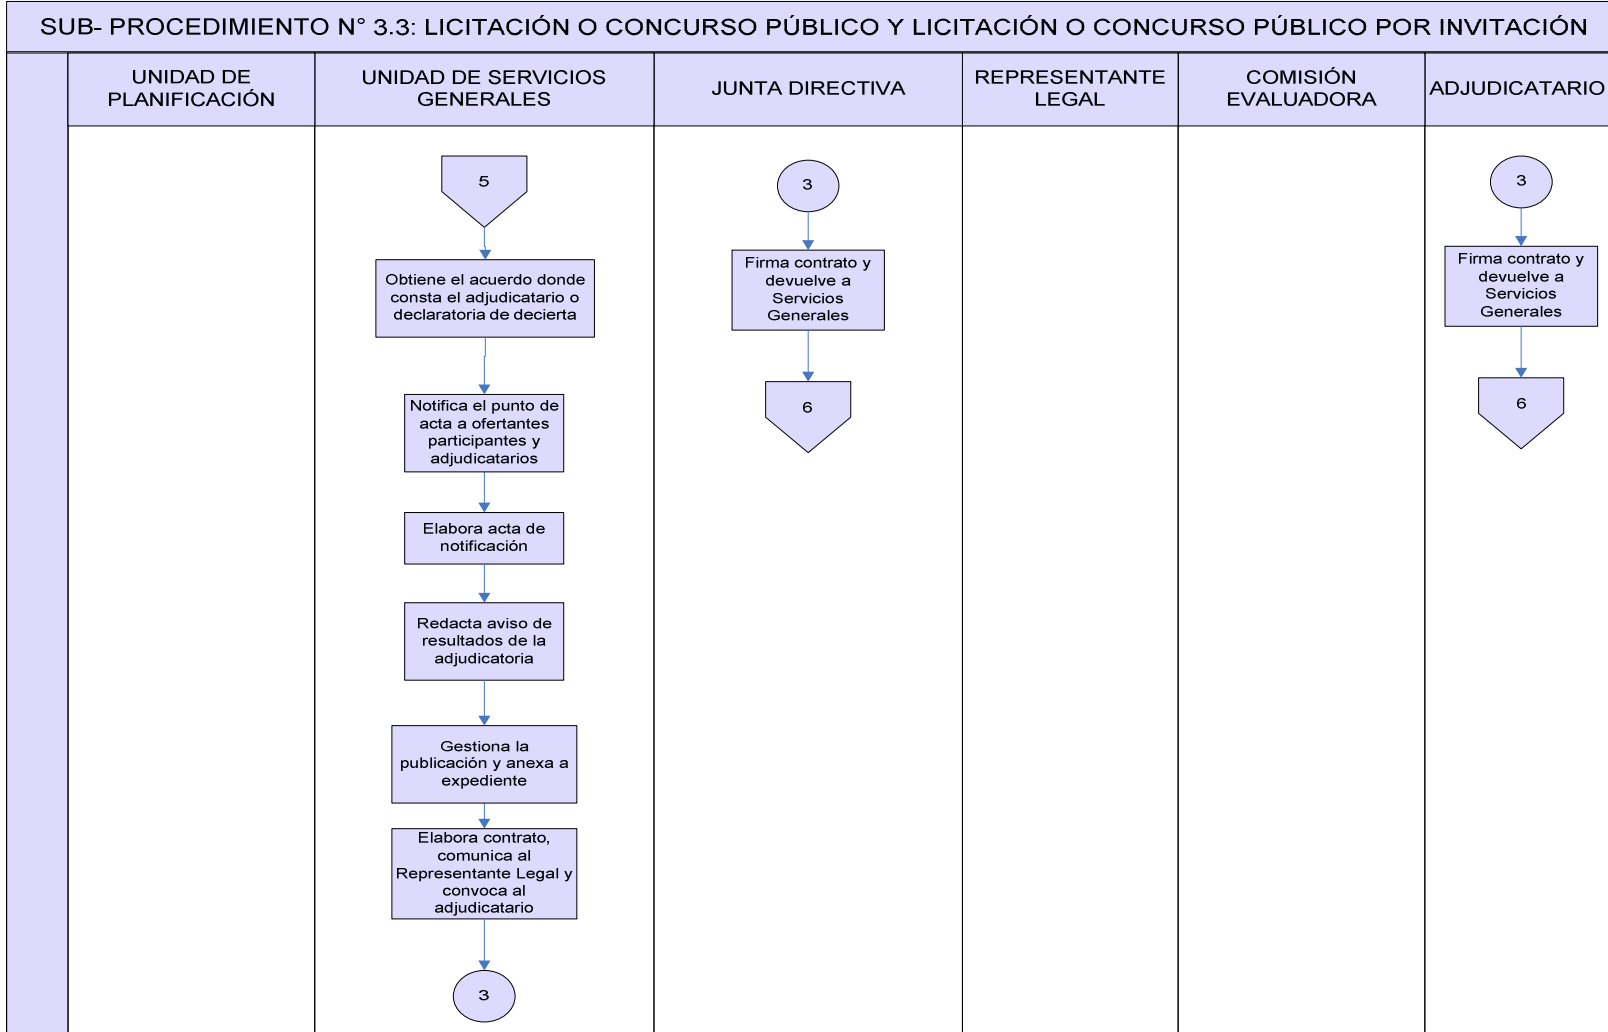 SUB- PROCEDIMIENTO N° 3.3: LICITACIÓN O CONCURSO PÚBLICO Y LICITACIÓN O CONCURSO PÚBLICO POR INVITACIÓN
UNIDAD DE
PLANIFICACIÓN
UNIDAD DE SERVICIOS
GENERALES
JUNTA DIRECTIVA
REPRESENTANTE
LEGAL
COMISIÓN
EVALUADORA
ADJUDICATARIO
5
Obtiene el acuerdo donde
consta el adjudicatario o
declaratoria de decierta
Notifica el punto de
acta a ofertantes
participantes y
adjudicatarios
Elabora acta de
notificación
Redacta aviso de
resultados de la
adjudicatoria
Gestiona la
publicación y anexa a
expediente
Elabora contrato,
comunica al
Representante Legal y
convoca al
adjudicatario
3
3
Firma contrato y
devuelve a
Servicios
Generales
6
3
Firma contrato y
devuelve a
Servicios
Generales
6